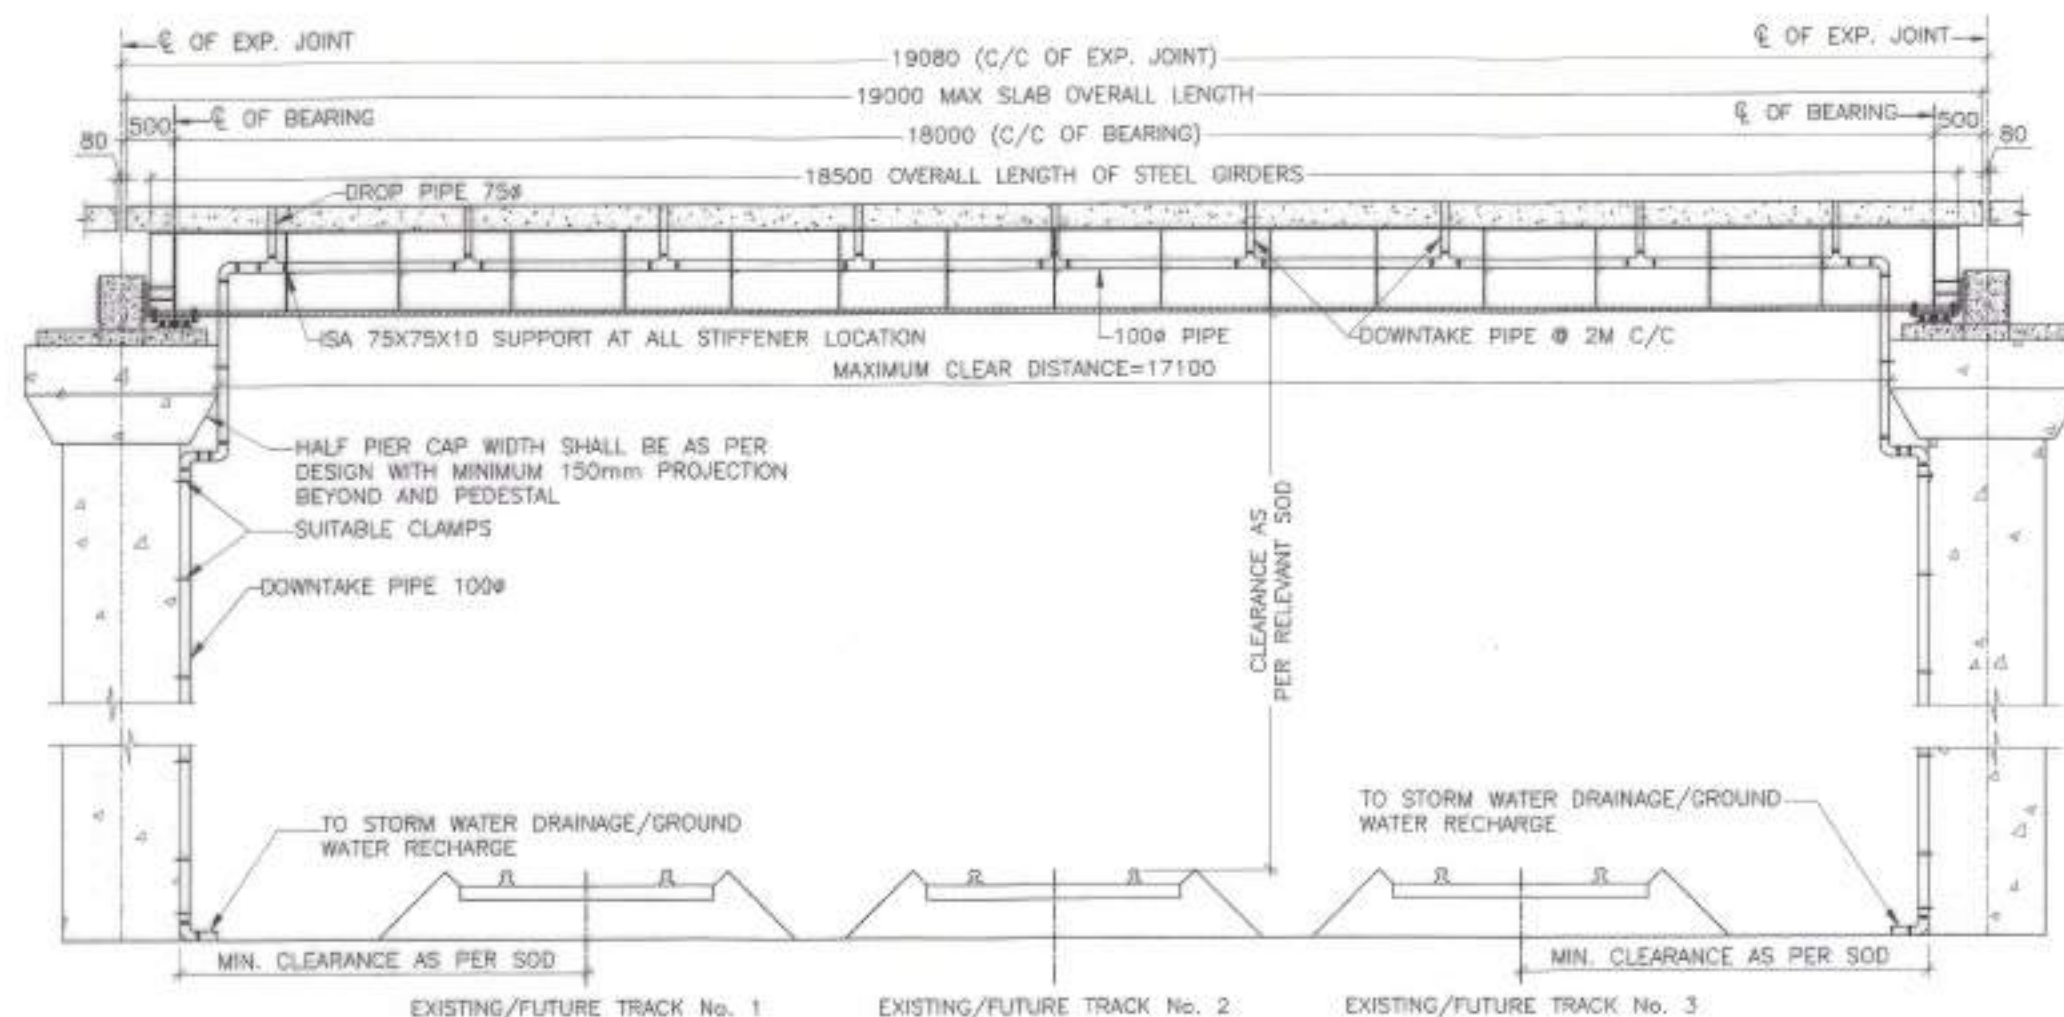 ℄ OF EXP. JOINT
℄ OF EXP. JOINT
19080 (C/C OF EXP. JOINT)
19000 MAX SLAB OVERALL LENGTH
500
℄ OF BEARING
℄ OF BEARING
500
80
18000 (C/C OF BEARING)
80
18500 OVERALL LENGTH OF STEEL GIRDERS
DROP PIPE 75ø
ISA 75X75X10 SUPPORT AT ALL STIFFENER LOCATION
100ø PIPE
DOWNTAKE PIPE @ 2M C/C
MAXIMUM CLEAR DISTANCE=17100
HALF PIER CAP WIDTH SHALL BE AS PER
DESIGN WITH MINIMUM 150mm PROJECTION
BEYOND AND PEDESTAL
SUITABLE CLAMPS
DOWNTAKE PIPE 100ø
CLEARANCE AS
PER RELEVANT SOD
TO STORM WATER DRAINAGE/GROUND
WATER RECHARGE
TO STORM WATER DRAINAGE/GROUND
WATER RECHARGE
MIN. CLEARANCE AS PER SOD
MIN. CLEARANCE AS PER SOD
EXISTING/FUTURE TRACK No. 1
EXISTING/FUTURE TRACK No. 2
EXISTING/FUTURE TRACK No. 3